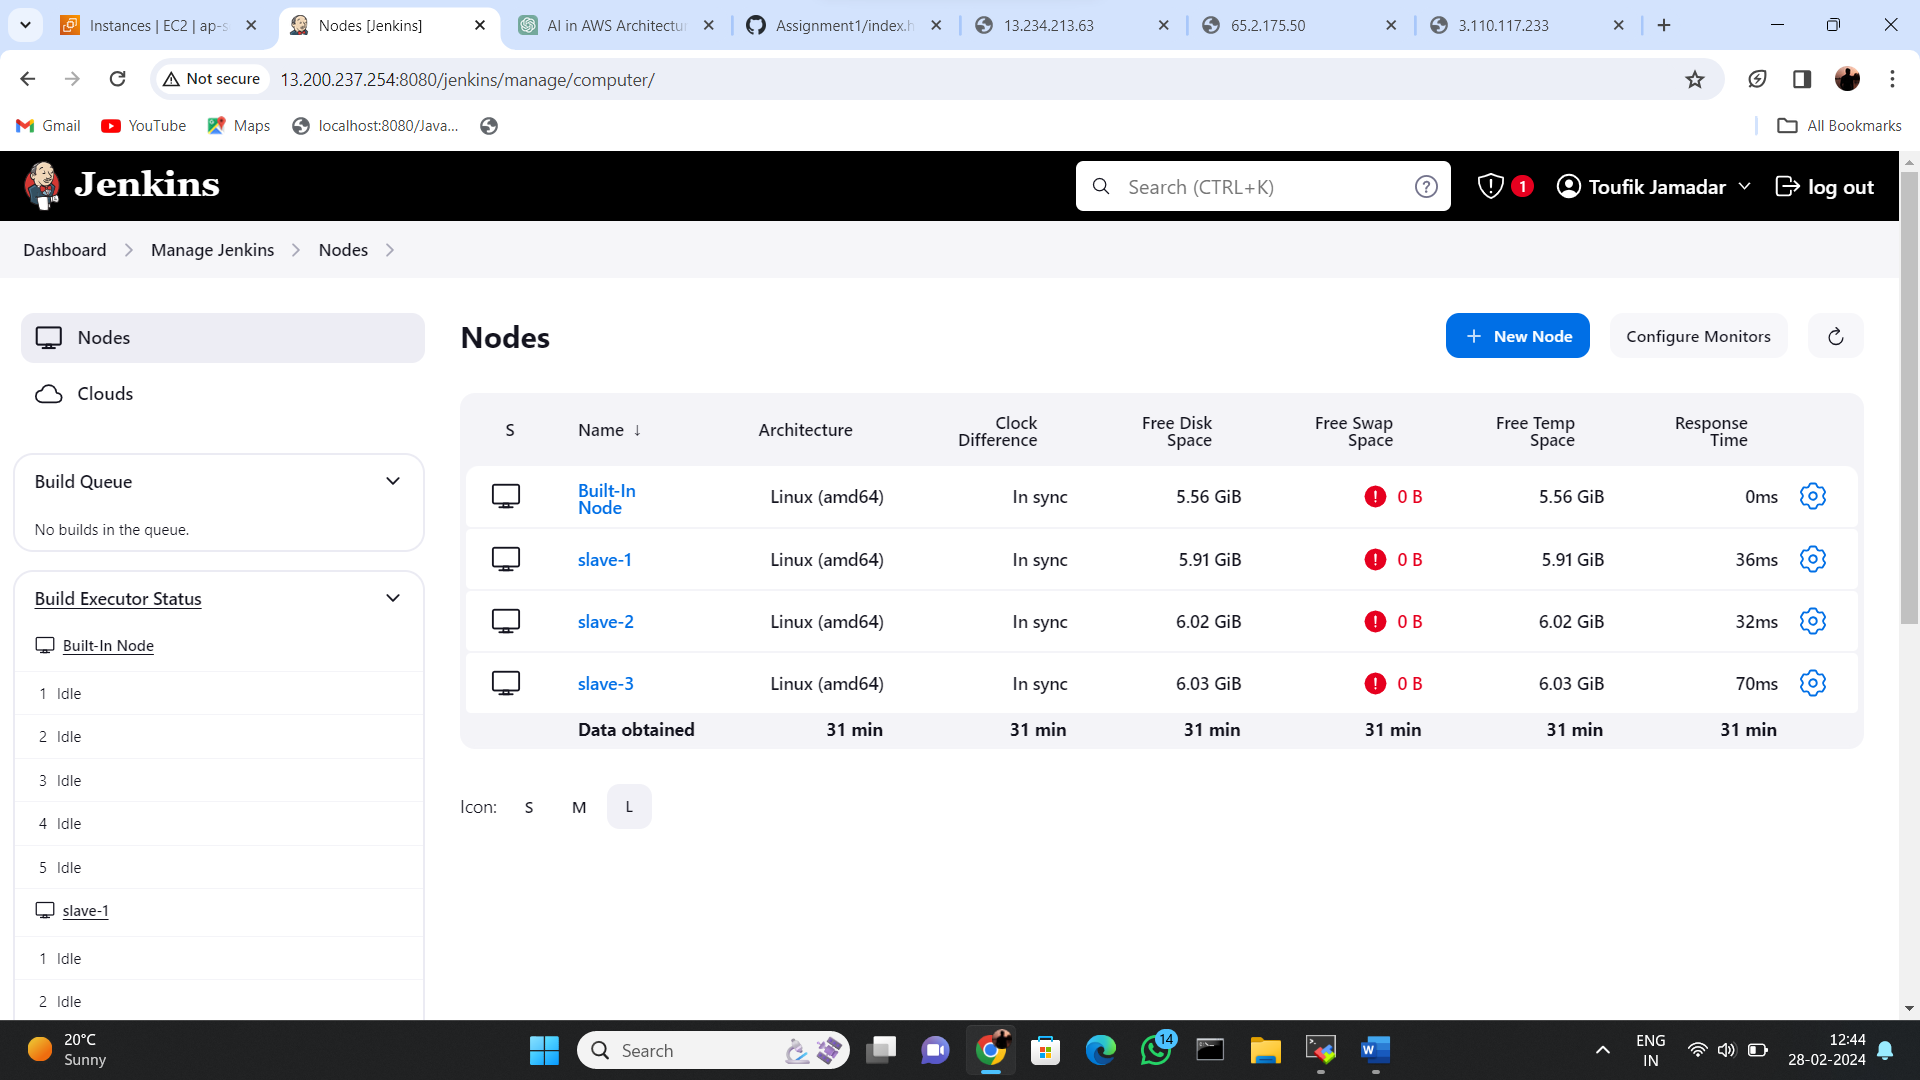 Instances | EC2 | ap-s
Nodes [Jenkins]
AI in AWS Architectur
Assignment1/index.h
13.234.213.63
65.2.175.50
3.110.117.233
Not secure
13.200.237.254:8080/jenkins/manage/computer/
Gmail
YouTube
Maps
localhost:8080/Java...
All Bookmarks
Jenkins
Search (CTRL+K)
?
1
Toufik Jamadar
log out
Dashboard
Manage Jenkins
Nodes
Nodes
Clouds
Build Queue
No builds in the queue.
Build Executor Status
Built-In Node
1 Idle
2 Idle
3 Idle
4 Idle
5 Idle
slave-1
1 Idle
2 Idle
Nodes
+ New Node
Configure Monitors
S Name ↓ Architecture Clock Difference Free Disk Space Free Swap Space Free Temp Space Response Time
Built-In Node Linux (amd64) In sync 5.56 GiB ! 0 B 5.56 GiB 0ms
slave-1 Linux (amd64) In sync 5.91 GiB ! 0 B 5.91 GiB 36ms
slave-2 Linux (amd64) In sync 6.02 GiB ! 0 B 6.02 GiB 32ms
slave-3 Linux (amd64) In sync 6.03 GiB ! 0 B 6.03 GiB 70ms
Data obtained 31 min 31 min 31 min 31 min 31 min 31 min
Icon: S M L
20°C
Sunny
Search
14
ENG
IN
12:44
28-02-2024